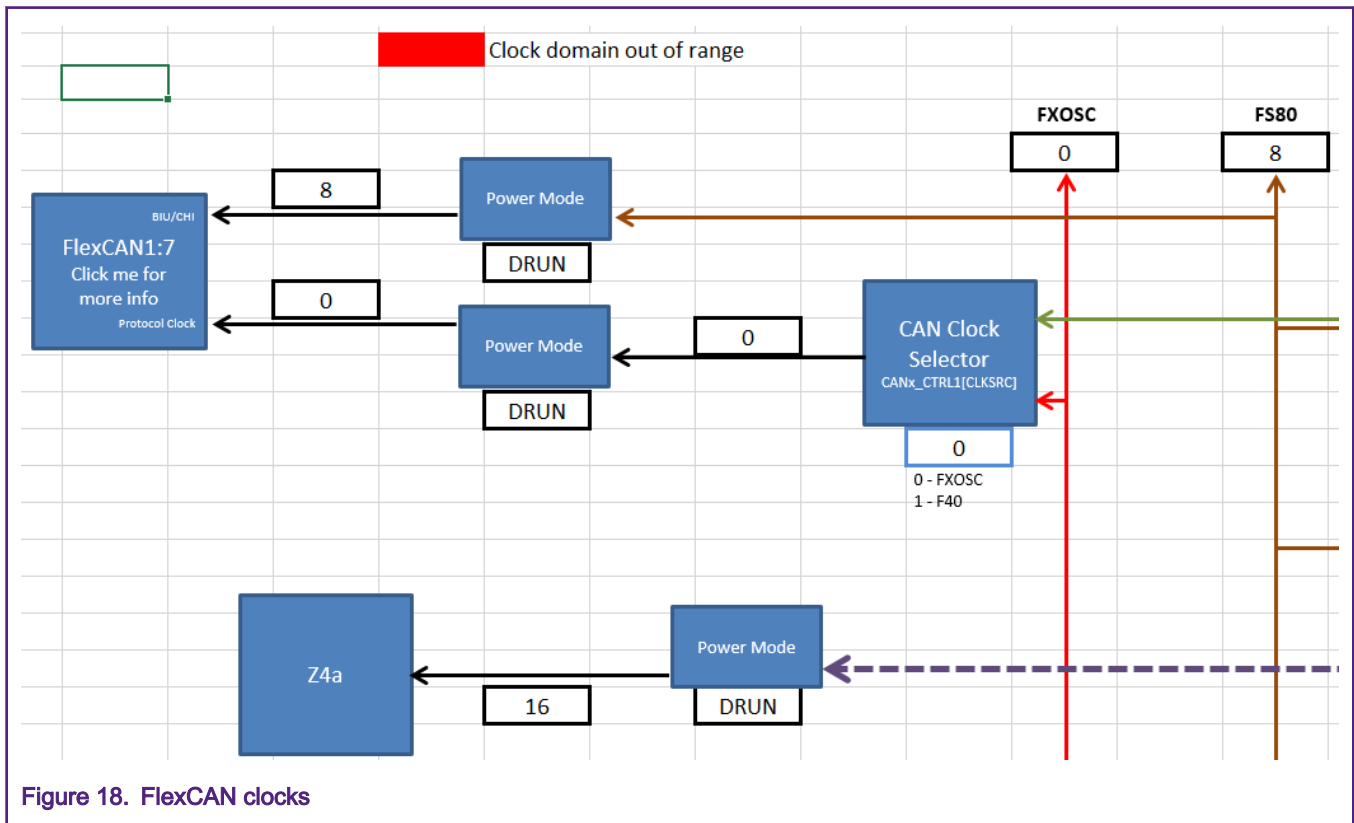 Clock domain out of range
FXOSC
FS80
0
8
8
Power Mode
BIU/CHI
FlexCAN1:7
Click me for
more info
Protocol Clock
DRUN
0
Power Mode
0
CAN Clock
Selector
CANx_CTRL1[CLKSRC]
DRUN
0
0 - FXOSC
1 - F40
Z4a
Power Mode
16
DRUN
Figure 18. FlexCAN clocks